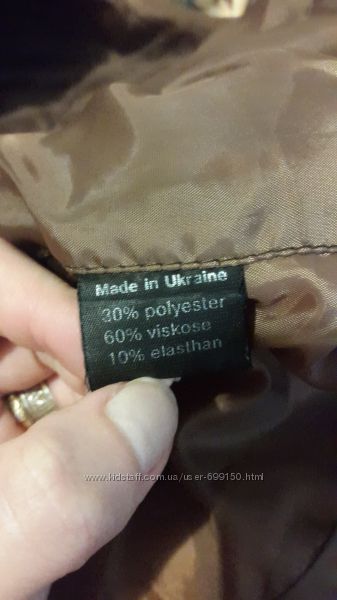 Made in Ukraine
30% polyester
60% viskose
10% elasthan
www.kidstaff.com.ua/user-699150.html